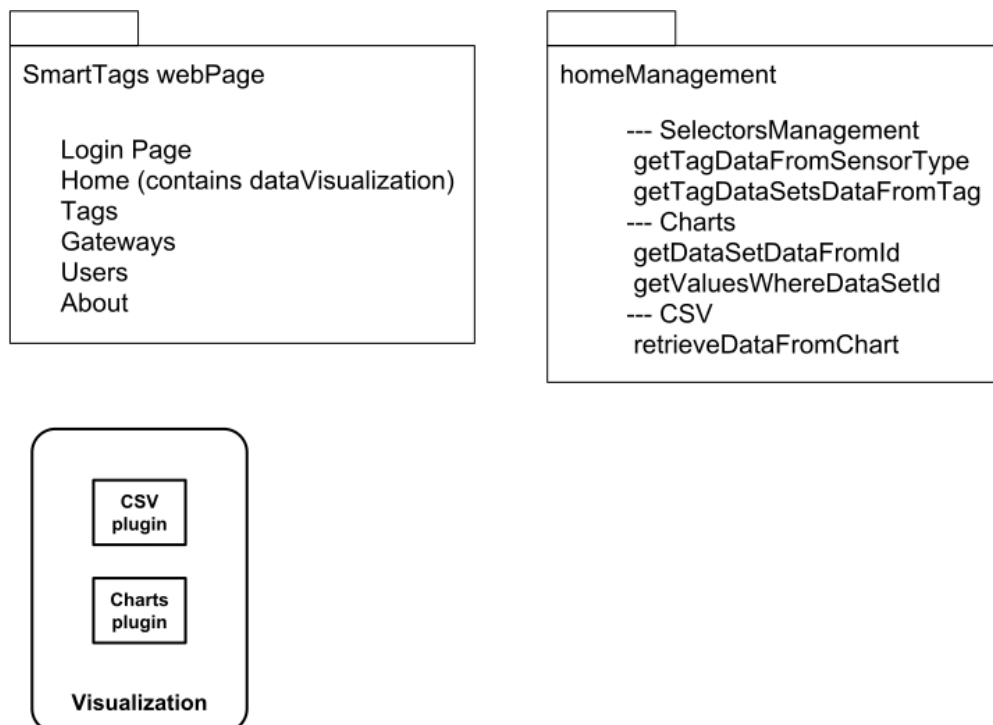 SmartTags webPage
Login Page
Home (contains dataVisualization)
Tags
Gateways
Users
About
homeManagement
--- SelectorsManagement
getTagDataFromSensorType
getTagDataSetsDataFromTag
--- Charts
getDataSetDataFromId
getValuesWhereDataSetId
--- CSV
retrieveDataFromChart
CSV
plugin
Charts
plugin
Visualization